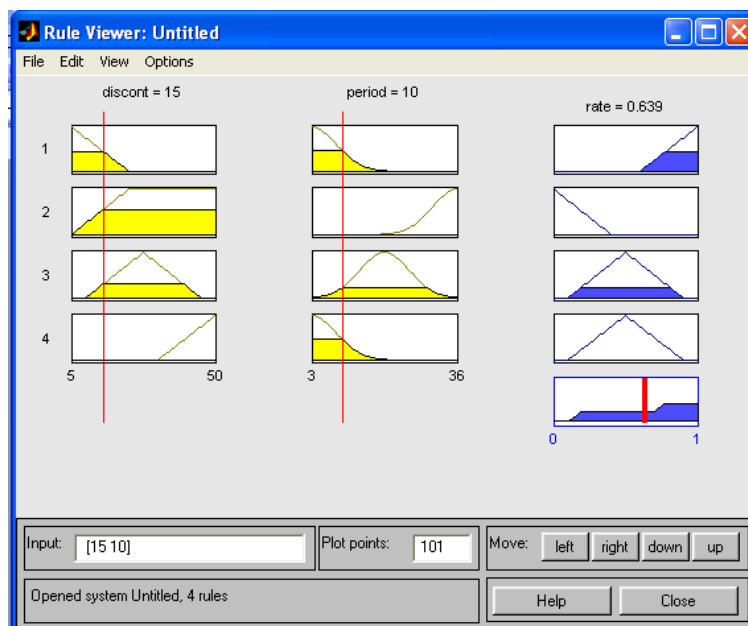 Rule Viewer: Untitled
File Edit View Options
discont = 15 period = 10 rate = 0.639
1
2
3
4
5 50 3 36
0 1
Input: [15 10] Plot points: 101 Move: left right down up
Opened system Untitled, 4 rules Help Close